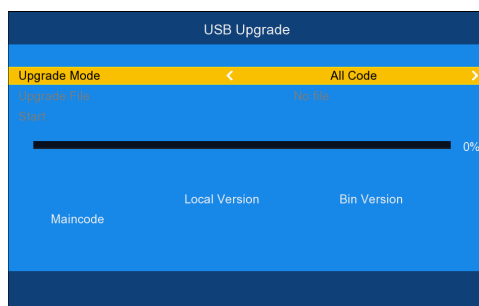 USB Upgrade
Upgrade Mode < All Code >
Upgrade File No file
Start
0%
Local Version Bin Version
Maincode